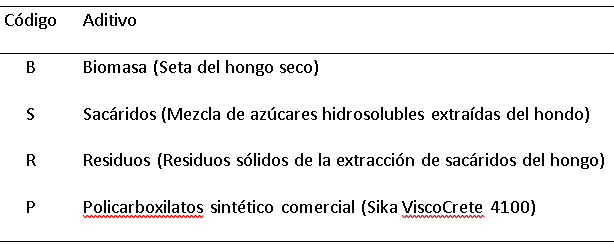 Código Aditivo
B Biomasa (Seta del hongo seco)
S Sacáridos (Mezcla de azúcares hidrosolubles extraídas del hondo)
R Residuos (Residuos sólidos de la extracción de sacáridos del hongo)
P Policarboxilatos sintético comercial (Sika ViscoCrete 4100)